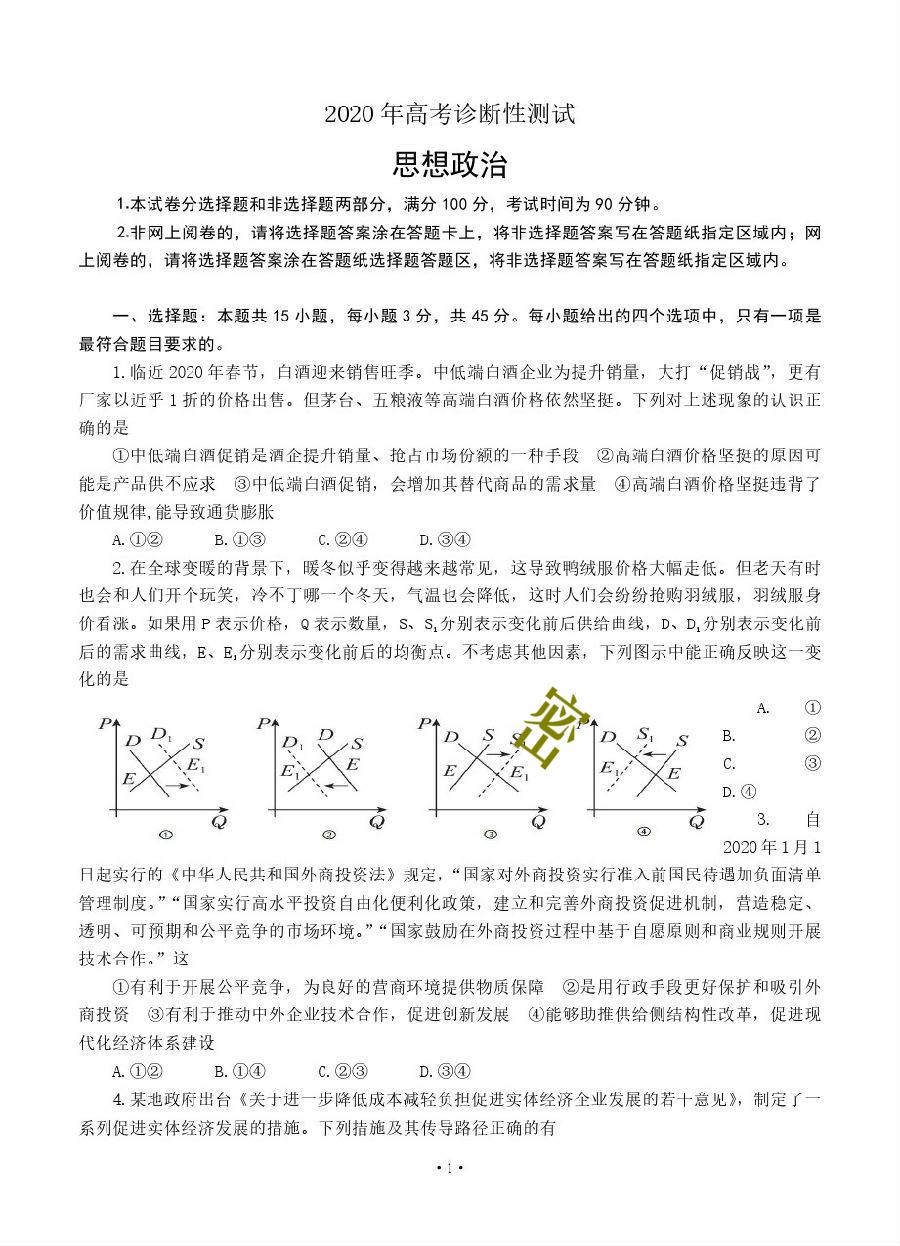 2020 年高考诊断性测试
思想政治
1.本试卷分选择题和非选择题两部分，满分 100 分，考试时间为 90 分钟。
2.非网上阅卷的，请将选择题答案涂在答题卡上，将非选择题答案写在答题纸指定区域内；网
上阅卷的，请将选择题答案涂在答题纸选择题答题区，将非选择题答案写在答题纸指定区域内。
一、选择题：本题共 15 小题，每小题 3 分，共 45 分。每小题给出的四个选项中，只有一项是
最符合题目要求的。
1.临近 2020 年春节，白酒迎来销售旺季。中低端白酒企业为提升销量，大打“促销战”，更有
厂家以近乎 1 折的价格出售。但茅台、五粮液等高端白酒价格依然坚挺。下列对上述现象的认识正
确的是
①中低端白酒促销是酒企提升销量、抢占市场份额的一种手段 ②高端白酒价格坚挺的原因可
能是产品供不应求 ③中低端白酒促销，会增加其替代商品的需求量 ④高端白酒价格坚挺违背了
价值规律,能导致通货膨胀
A.①② B.①③ C.②④ D.③④
2.在全球变暖的背景下，暖冬似乎变得越来越常见，这导致鸭绒服价格大幅走低。但老天有时
也会和人们开个玩笑，冷不丁哪一个冬天，气温也会降低，这时人们会纷纷抢购羽绒服，羽绒服身
价看涨。如果用 P 表示价格，Q 表示数量，S、S₁分别表示变化前后供给曲线，D、D₁分别表示变化前
后的需求曲线，E、E₁分别表示变化前后的均衡点。不考虑其他因素，下列图示中能正确反映这一变
化的是
P D D₁ S E E₁ Q ①
P D₁ D S E₁ E Q ②
P D S S₁ E E₁ Q ③
P D S₁ S E₁ E Q ④
密
A. ①
B. ②
C. ③
D.④
3. 自
2020 年 1 月 1
日起实行的《中华人民共和国外商投资法》规定，“国家对外商投资实行准入前国民待遇加负面清单
管理制度。”“国家实行高水平投资自由化便利化政策，建立和完善外商投资促进机制，营造稳定、
透明、可预期和公平竞争的市场环境。”“国家鼓励在外商投资过程中基于自愿原则和商业规则开展
技术合作。”这
①有利于开展公平竞争，为良好的营商环境提供物质保障 ②是用行政手段更好保护和吸引外
商投资 ③有利于推动中外企业技术合作，促进创新发展 ④能够助推供给侧结构性改革，促进现
代化经济体系建设
A.①② B.①④ C.②③ D.③④
4.某地政府出台《关于进一步降低成本减轻负担促进实体经济企业发展的若干意见》，制定了一
系列促进实体经济发展的措施。下列措施及其传导路径正确的有
·1·